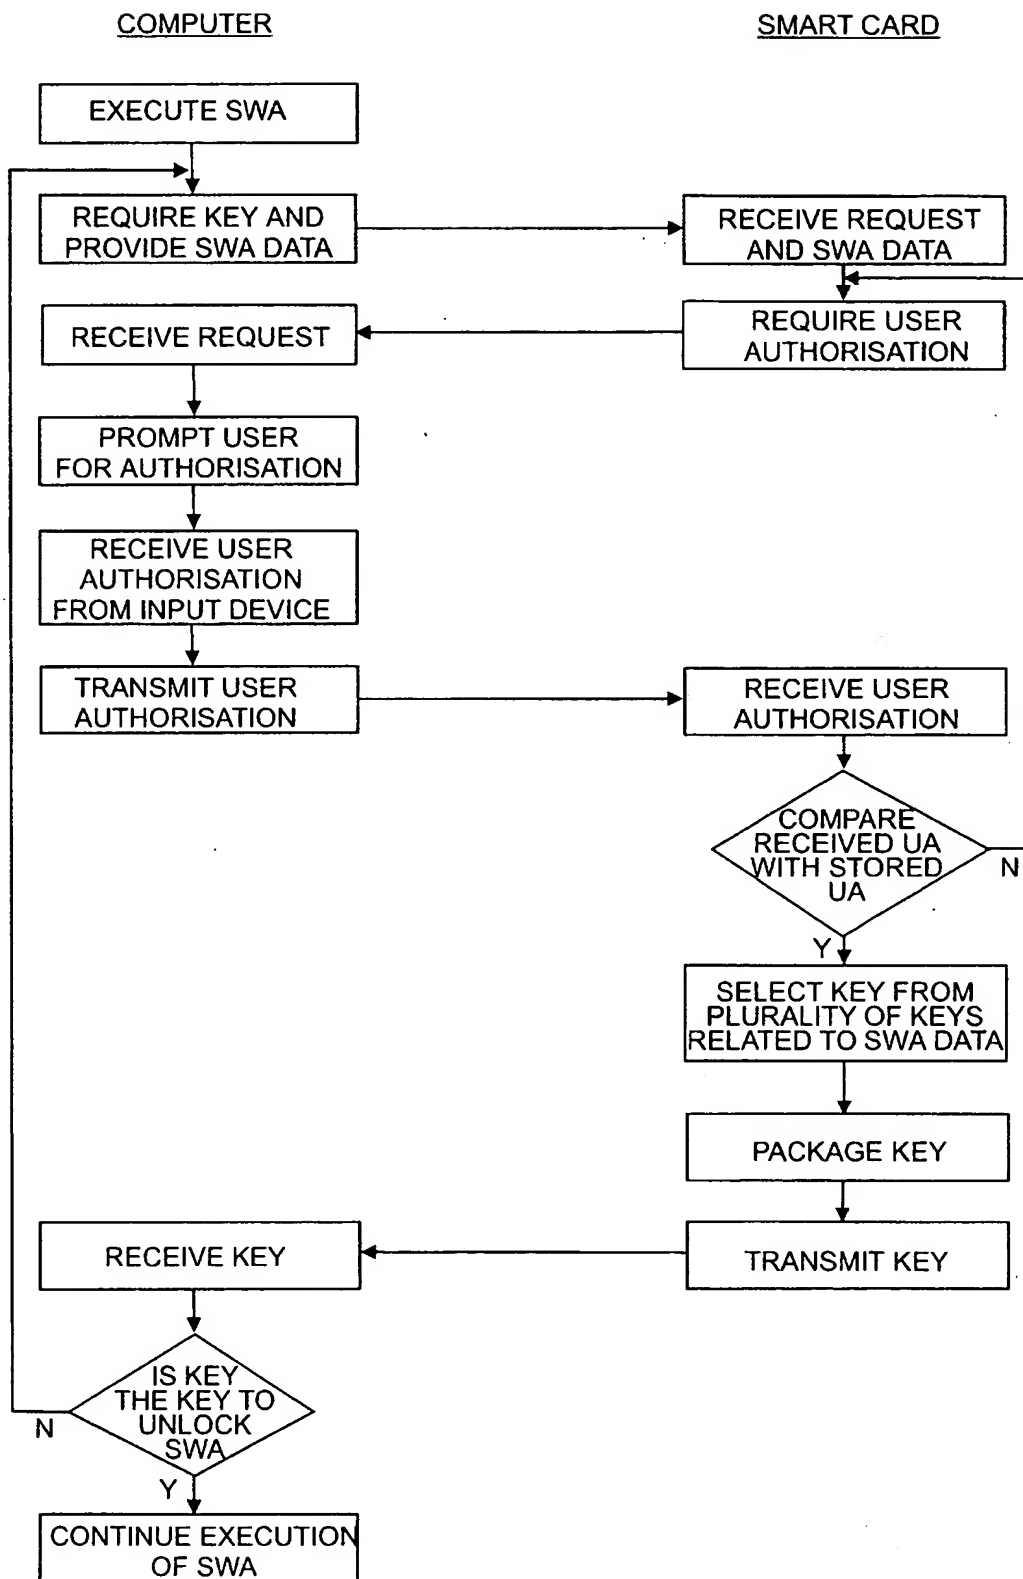 COMPUTER
SMART CARD
EXECUTE SWA
REQUIRE KEY AND
PROVIDE SWA DATA
RECEIVE REQUEST
AND SWA DATA
RECEIVE REQUEST
REQUIRE USER
AUTHORISATION
PROMPT USER
FOR AUTHORISATION
RECEIVE USER
AUTHORISATION
FROM INPUT DEVICE
TRANSMIT USER
AUTHORISATION
RECEIVE USER
AUTHORISATION
COMPARE
RECEIVED UA
WITH STORED
UA
N
Y
SELECT KEY FROM
PLURALITY OF KEYS
RELATED TO SWA DATA
PACKAGE KEY
RECEIVE KEY
TRANSMIT KEY
IS KEY
THE KEY TO
UNLOCK
SWA
N
Y
CONTINUE EXECUTION
OF SWA